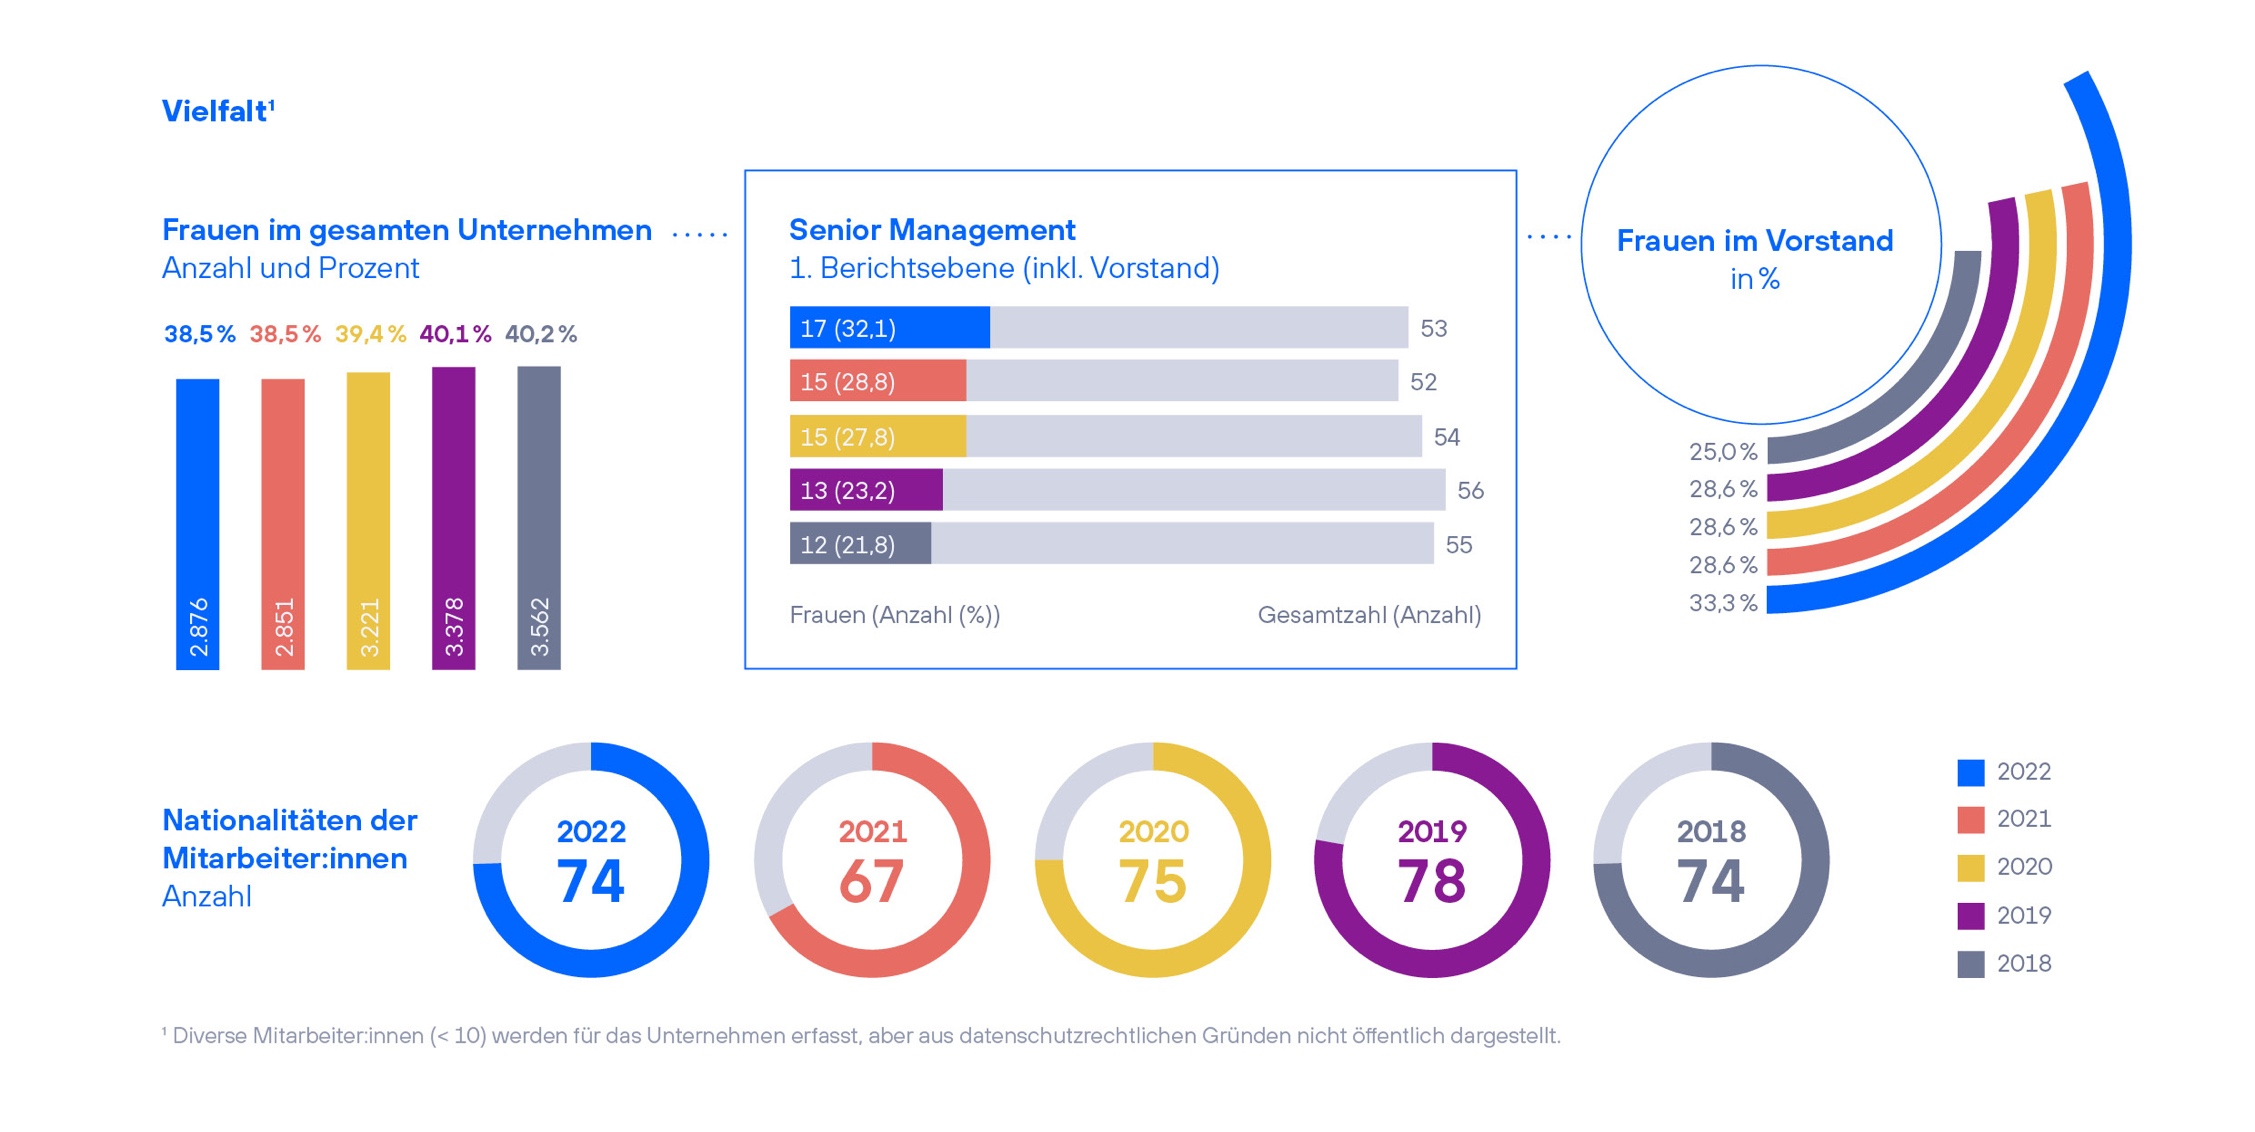 Vielfalt¹
Frauen im gesamten Unternehmen
Anzahl und Prozent
38,5 % 38,5 % 39,4 % 40,1 % 40,2 %
2.876 2.851 3.221 3.378 3.562
Senior Management
1. Berichtsebene (inkl. Vorstand)
17 (32,1) 53
15 (28,8) 52
15 (27,8) 54
13 (23,2) 56
12 (21,8) 55
Frauen (Anzahl (%)) Gesamtzahl (Anzahl)
Frauen im Vorstand
in %
25,0 %
28,6 %
28,6 %
28,6 %
33,3 %
Nationalitäten der
Mitarbeiter:innen
Anzahl
2022
74
2021
67
2020
75
2019
78
2018
74
2022
2021
2020
2019
2018
¹ Diverse Mitarbeiter:innen (< 10) werden für das Unternehmen erfasst, aber aus datenschutzrechtlichen Gründen nicht öffentlich dargestellt.